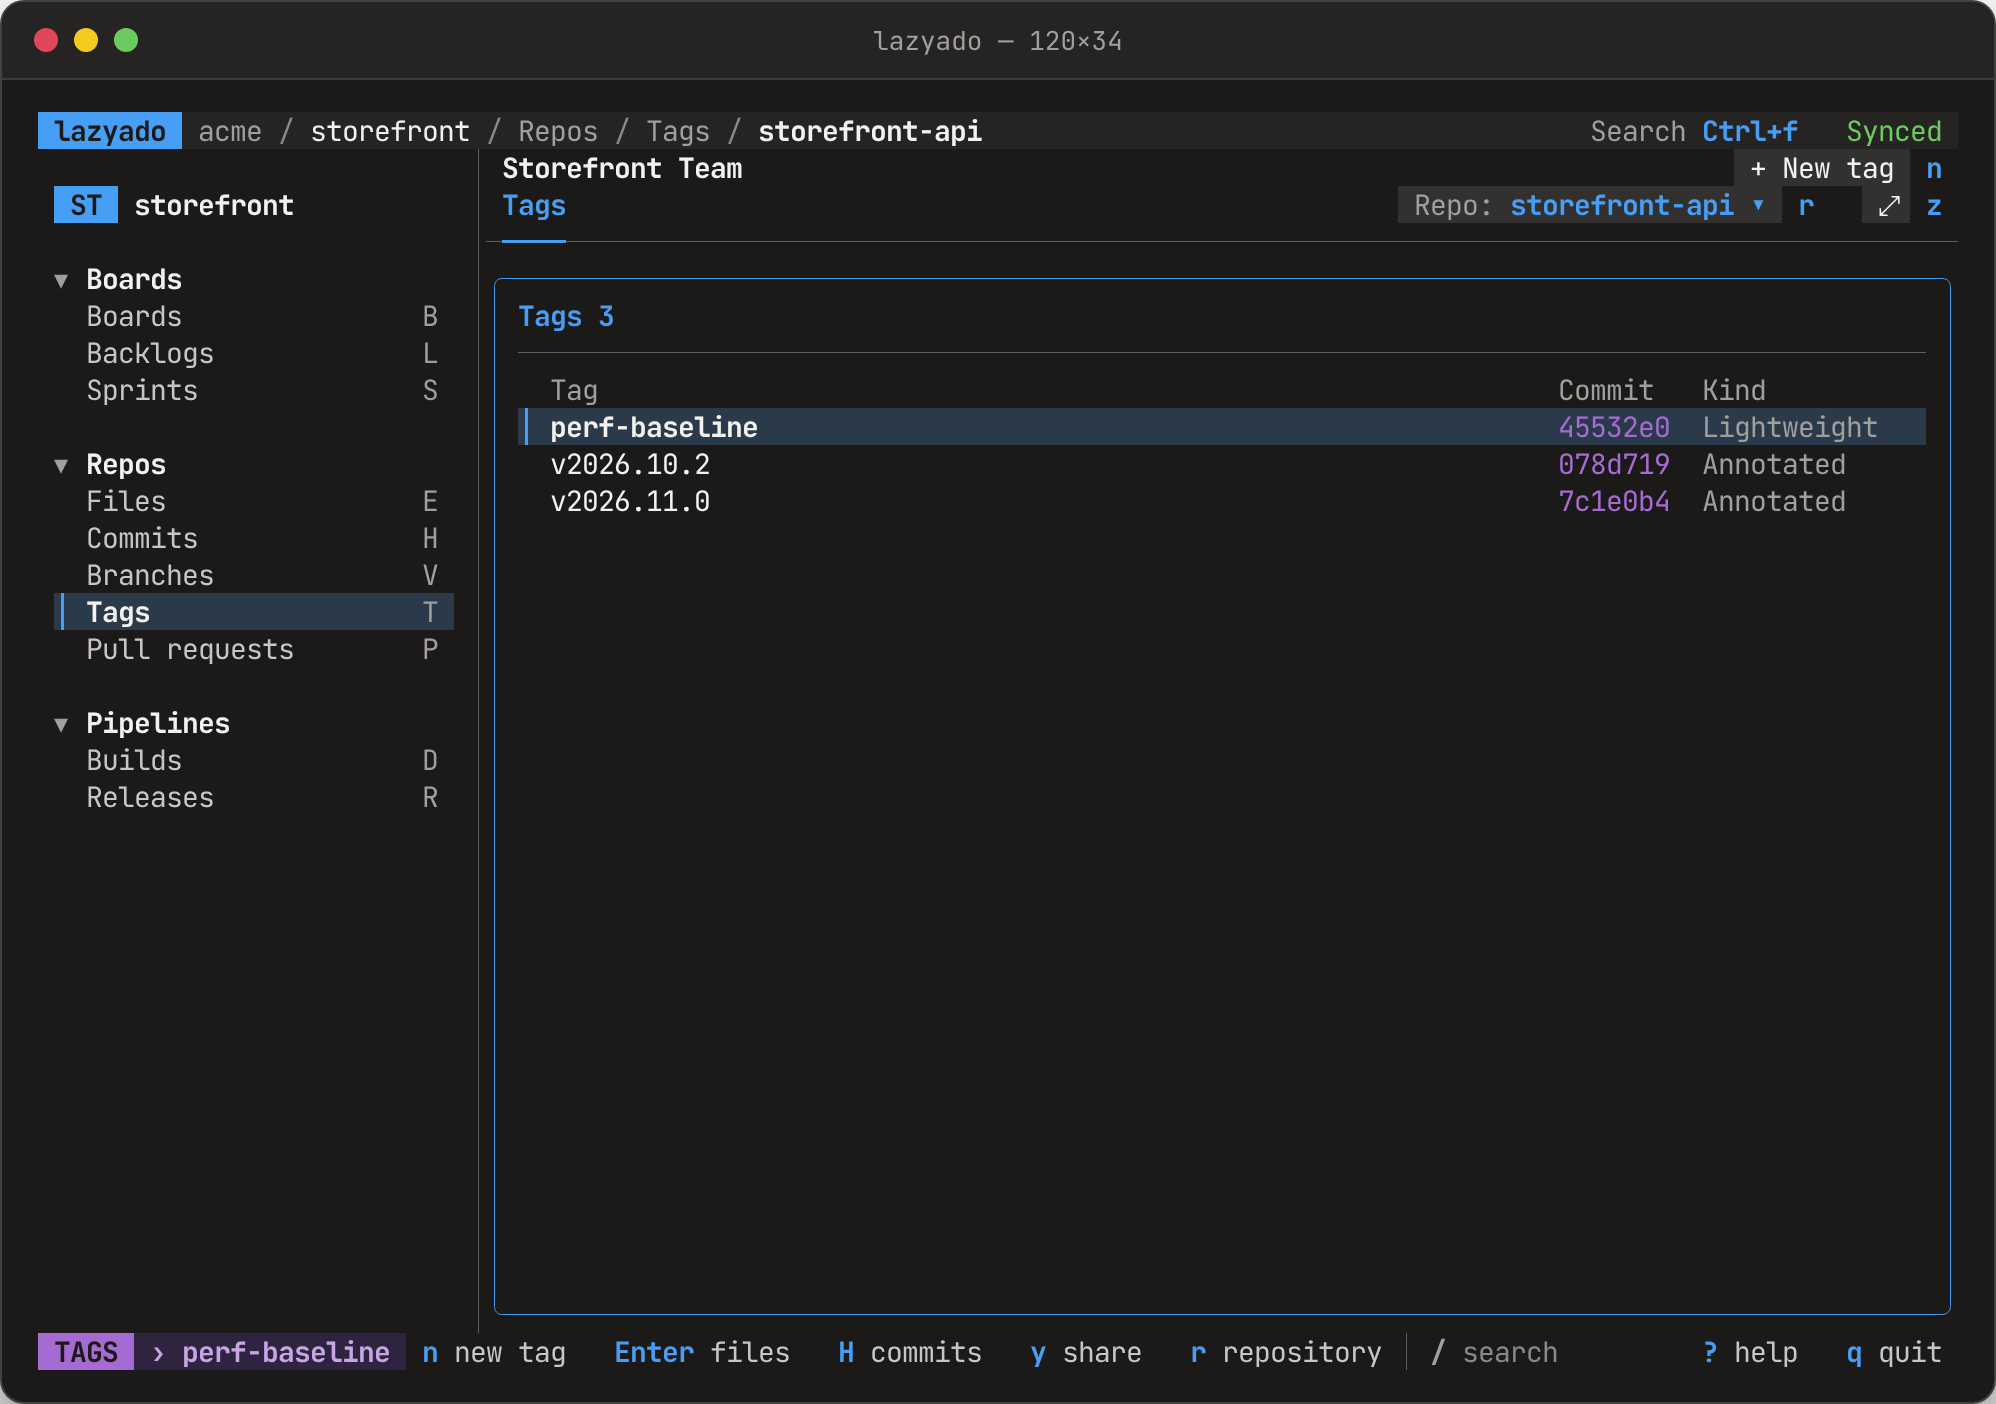 lazyado — 120×34
lazyado acme / storefront / Repos / Tags / storefront-api Search Ctrl+f Synced
Storefront Team + New tag n
ST storefront
Tags Repo: storefront-api ▾ r ⤢ z
▼ Boards
Boards B
Backlogs L
Sprints S
▼ Repos
Files E
Commits H
Branches V
Tags T
Pull requests P
▼ Pipelines
Builds D
Releases R
Tags 3
Tag Commit Kind
perf-baseline 45532e0 Lightweight
v2026.10.2 078d719 Annotated
v2026.11.0 7c1e0b4 Annotated
TAGS › perf-baseline n new tag Enter files H commits y share r repository / search ? help q quit